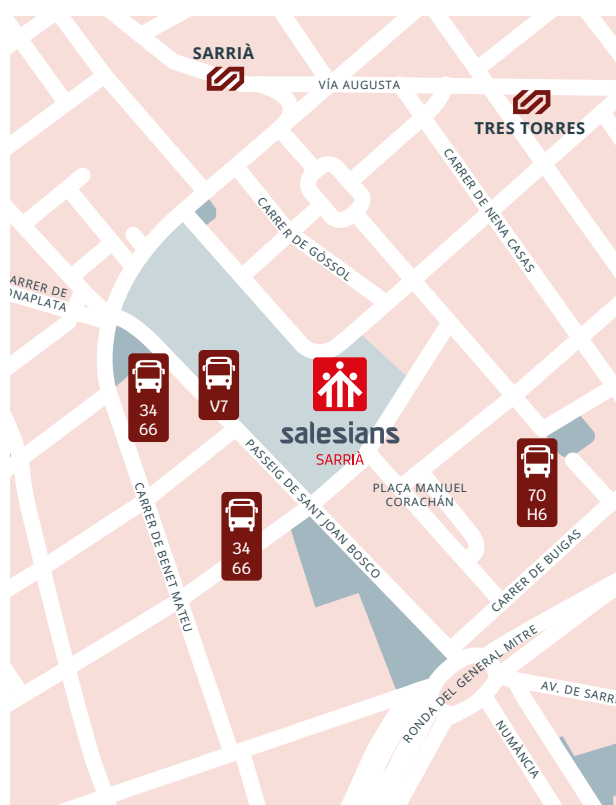 SARRIÀ
VÍA AUGUSTA
TRES TORRES
CARRER DE NENA CASAS
CARRER DE GÒSSOL
ARRER DE
ONAPLATA
34
66
V7
salesians
SARRIÀ
PASSEIG DE SANT JOAN BOSCO
PLAÇA MANUEL
CORACHÁN
70
H6
34
66
CARRER DE BENET MATEU
CARRER DE BUIGAS
RONDA DEL GENERAL MITRE
AV. DE SARR
NUMÀNCIA